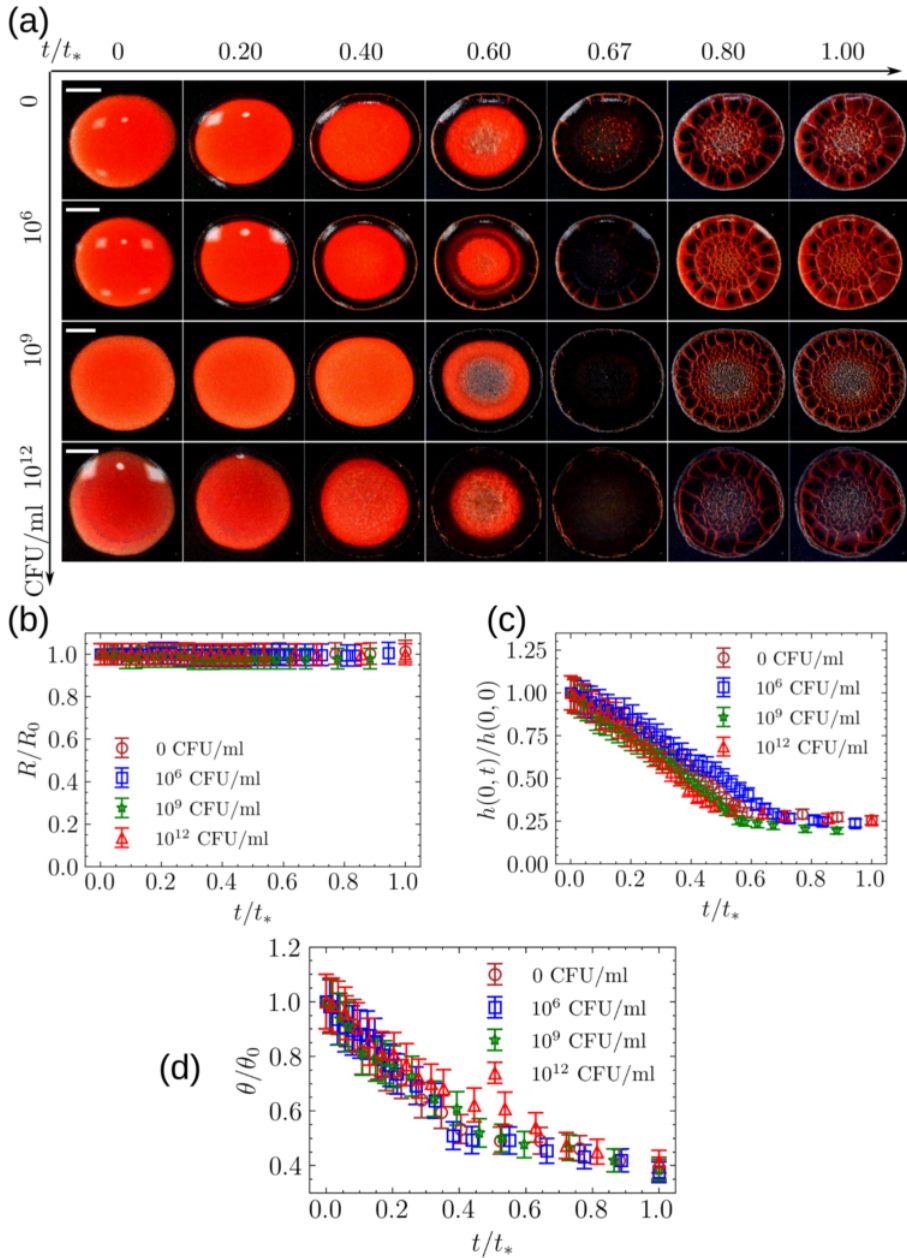 (a)
t/t* 0 0.20 0.40 0.60 0.67 0.80 1.00
0
10^6
10^9
10^12
CFU/ml
(b)
R/R0
1.0
0.8
0.6
0.4
0.2
0.0
0 CFU/ml
10^6 CFU/ml
10^9 CFU/ml
10^12 CFU/ml
0.0 0.2 0.4 0.6 0.8 1.0
t/t*
(c)
h(0,t)/h(0,0)
1.25
1.00
0.75
0.50
0.25
0.00
0 CFU/ml
10^6 CFU/ml
10^9 CFU/ml
10^12 CFU/ml
0.0 0.2 0.4 0.6 0.8 1.0
t/t*
(d)
θ/θ0
1.2
1.0
0.8
0.6
0.4
0 CFU/ml
10^6 CFU/ml
10^9 CFU/ml
10^12 CFU/ml
0.0 0.2 0.4 0.6 0.8 1.0
t/t*